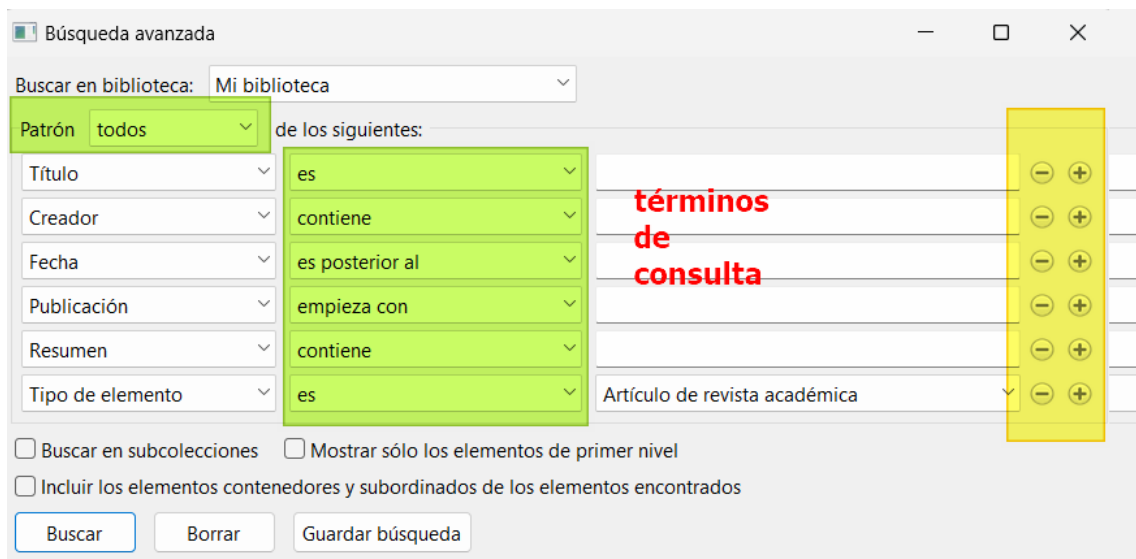 Búsqueda avanzada
Buscar en biblioteca: Mi biblioteca
Patrón todos de los siguientes:
Título es
Creador contiene
Fecha es posterior al
Publicación empieza con
Resumen contiene
Tipo de elemento es Artículo de revista académica
términos
de
consulta
Buscar en subcolecciones Mostrar sólo los elementos de primer nivel
Incluir los elementos contenedores y subordinados de los elementos encontrados
Buscar Borrar Guardar búsqueda